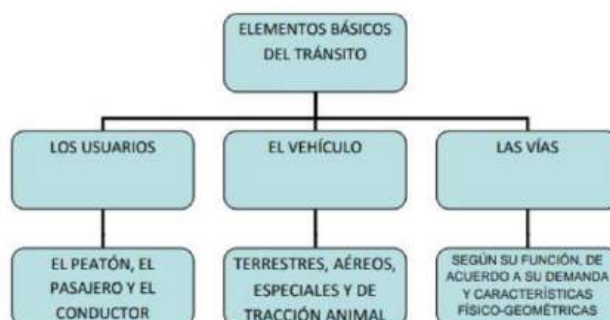 ELEMENTOS BÁSICOS
DEL TRÁNSITO
LOS USUARIOS
EL VEHÍCULO
LAS VÍAS
EL PEATÓN, EL
PASAJERO Y EL
CONDUCTOR
TERRESTRES, AÉREOS,
ESPECIALES Y DE
TRACCIÓN ANIMAL
SEGÚN SU FUNCIÓN, DE
ACUERDO A SU DEMANDA
Y CARACTERÍSTICAS
FÍSICO-GEOMÉTRICAS